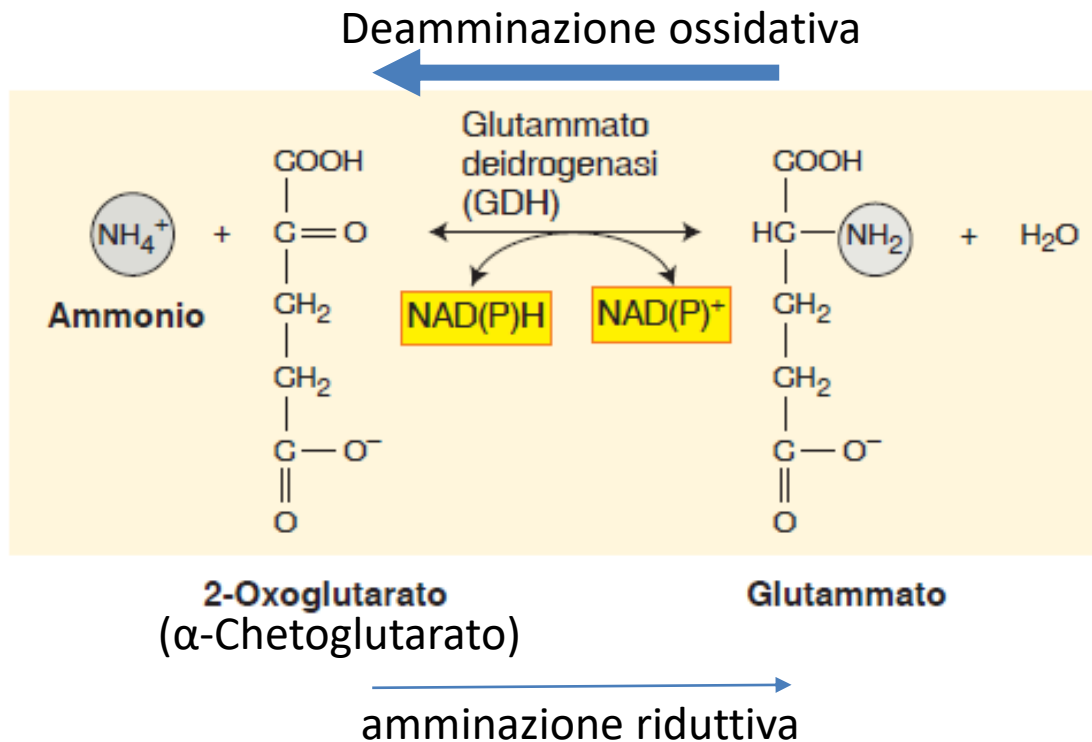 Deamminazione ossidativa
Glutammato
deidrogenasi
(GDH)
COOH
COOH
NH₄⁺ + C=O
HC—NH₂ + H₂O
Ammonio
CH₂
NAD(P)H
NAD(P)⁺
CH₂
CH₂
CH₂
C—O⁻
C—O⁻
O
O
2-Oxoglutarato
Glutammato
(α-Chetoglutarato)
amminazione riduttiva